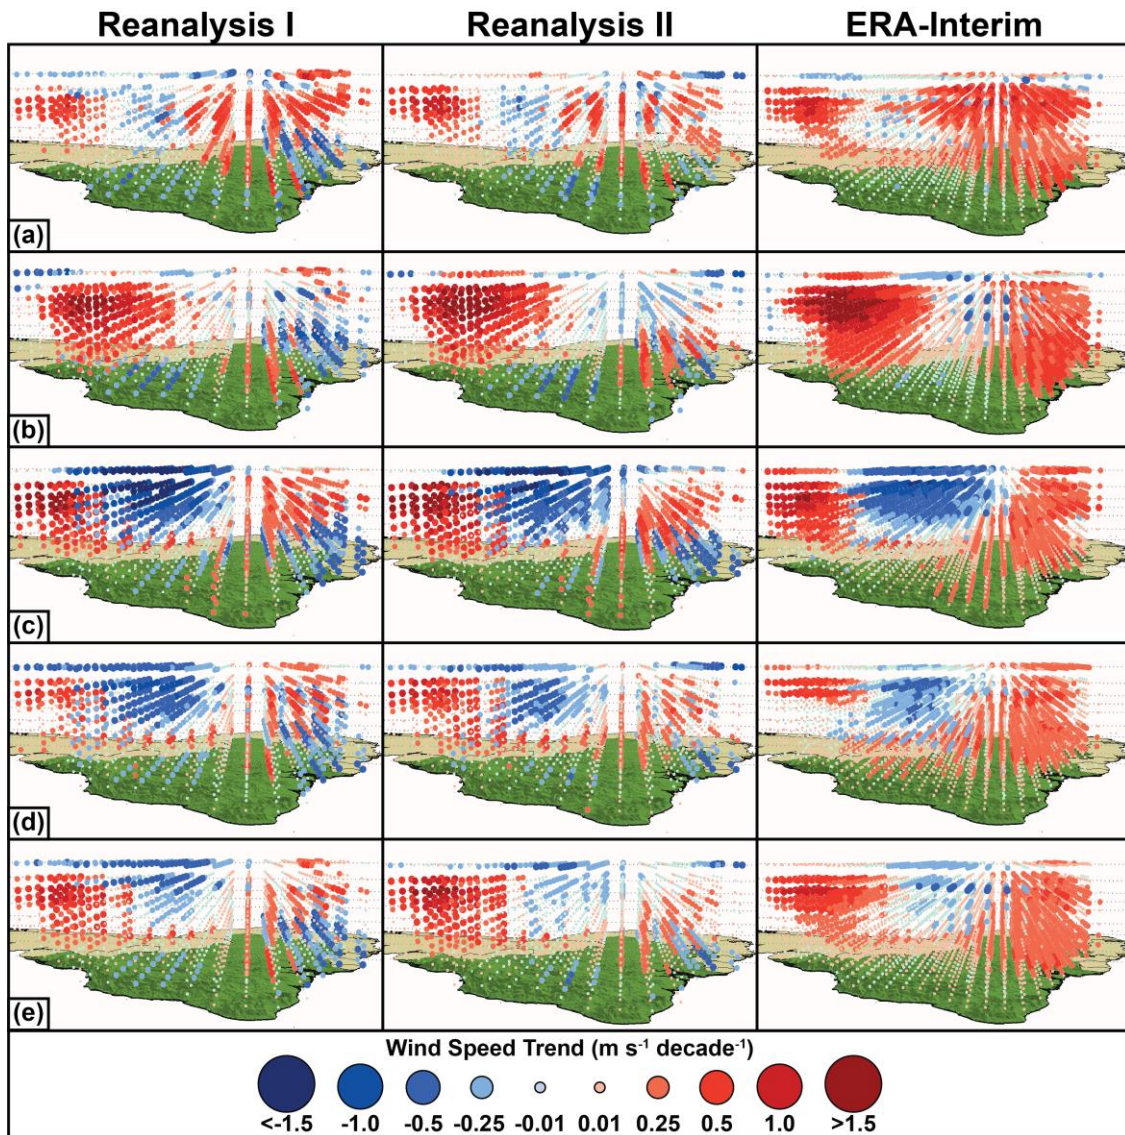 Reanalysis I Reanalysis II ERA-Interim
(a)
(b)
(c)
(d)
(e)
Wind Speed Trend (m s⁻¹ decade⁻¹)
<-1.5 -1.0 -0.5 -0.25 -0.01 0.01 0.25 0.5 1.0 >1.5